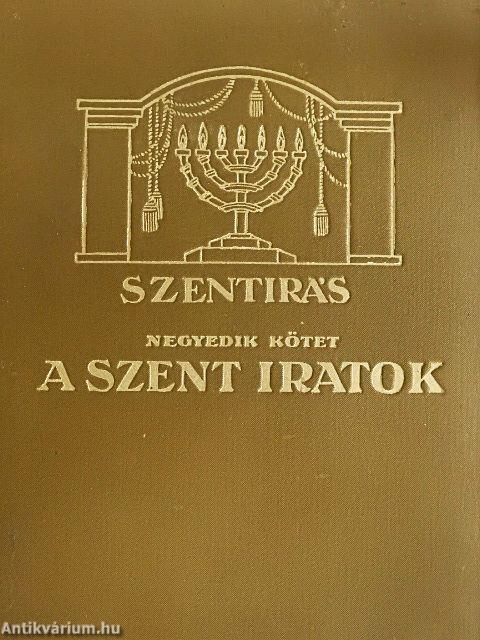 SZENTIRÁS
NEGYEDIK KÖTET
A SZENT IRATOK
Antikvárium.hu